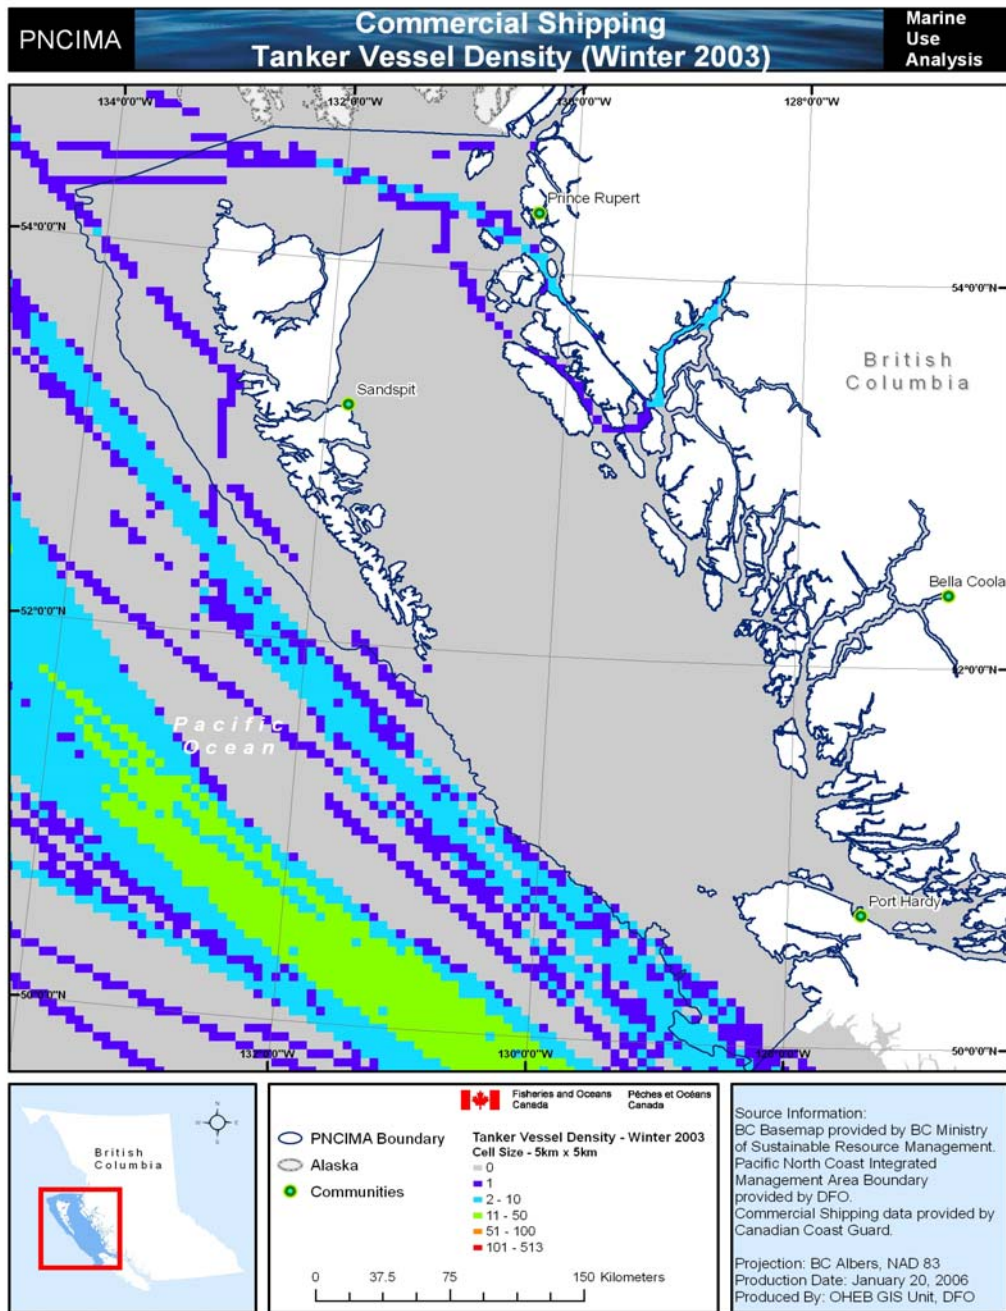 PNCIMA
Commercial Shipping
Tanker Vessel Density (Winter 2003)
Marine
Use
Analysis
134°0'0"W
132°0'0"W
128°0'0"W
Prince Rupert
54°0'0"N
54°0'0"N
British
Columbia
Sandspit
Bella Coola
52°0'0"N
Pacific
Ocean
Port Hardy
50°0'0"N
132°0'0"W
130°0'0"W
50°0'0"N
British
Columbia
N
W
E
S
PNCIMA Boundary
Alaska
Communities
Fisheries and Oceans
Canada
Pêches et Océans
Canada
Tanker Vessel Density - Winter 2003
Cell Size - 5km x 5km
0
1
2 - 10
11 - 50
51 - 100
101 - 513
0 37.5 75 150 Kilometers
Source Information:
BC Basemap provided by BC Ministry
of Sustainable Resource Management.
Pacific North Coast Integrated
Management Area Boundary
provided by DFO.
Commercial Shipping data provided by
Canadian Coast Guard.
Projection: BC Albers, NAD 83
Production Date: January 20, 2006
Produced By: OHEB GIS Unit, DFO